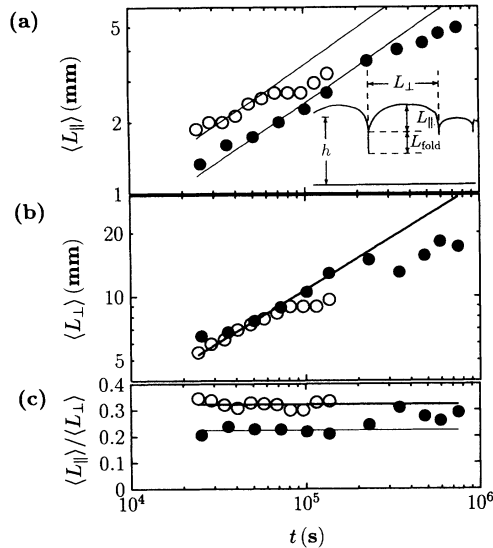 (a)
5
2
1
⟨L∥⟩ (mm)
L⊥
L∥
Lfold
h
(b)
20
10
5
⟨L⊥⟩ (mm)
(c)
0.4
0.3
0.2
0.1
0
⟨L∥⟩/⟨L⊥⟩
10⁴
10⁵
10⁶
t (s)